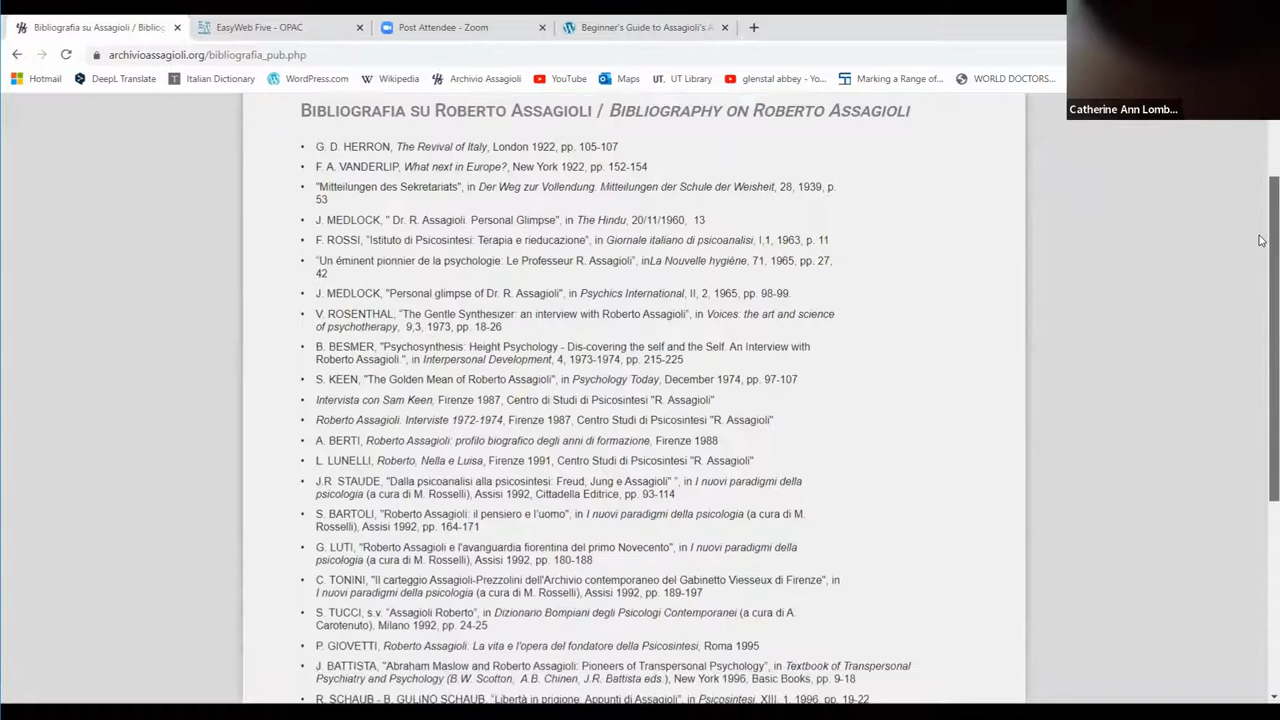 Bibliografia su Assagioli / Bibliog
EasyWeb Five - OPAC
Post Attendee - Zoom
Beginner's Guide to Assagioli's A
archivioassagioli.org/bibliografia_pub.php
Hotmail
DeepL Translate
Italian Dictionary
WordPress.com
Wikipedia
Archivio Assagioli
YouTube
Maps
UT Library
glenstal abbey - Yo...
Marking a Range of...
WORLD DOCTORS...
Catherine Ann Lomb...
BIBLIOGRAFIA SU ROBERTO ASSAGIOLI / BIBLIOGRAPHY ON ROBERTO ASSAGIOLI
• G. D. HERRON, The Revival of Italy, London 1922, pp. 105-107
• F. A. VANDERLIP, What next in Europe?, New York 1922, pp. 152-154
• "Mitteilungen des Sekretariats", in Der Weg zur Vollendung. Mitteilungen der Schule der Weisheit, 28, 1939, p.
53
• J. MEDLOCK, " Dr. R. Assagioli. Personal Glimpse", in The Hindu, 20/11/1960, 13
• F. ROSSI, "Istituto di Psicosintesi: Terapia e rieducazione", in Giornale italiano di psicoanalisi, I,1, 1963, p. 11
• "Un éminent pionnier de la psychologie: Le Professeur R. Assagioli", inLa Nouvelle hygiène, 71, 1965, pp. 27,
42
• J. MEDLOCK, "Personal glimpse of Dr. R. Assagioli", in Psychics International, II, 2, 1965, pp. 98-99.
• V. ROSENTHAL, "The Gentle Synthesizer: an interview with Roberto Assagioli", in Voices: the art and science
of psychotherapy, 9,3, 1973, pp. 18-26
• B. BESMER, "Psychosynthesis: Height Psychology - Dis-covering the self and the Self. An Interview with
Roberto Assagioli.", in Interpersonal Development, 4, 1973-1974, pp. 215-225
• S. KEEN, "The Golden Mean of Roberto Assagioli", in Psychology Today, December 1974, pp. 97-107
• Intervista con Sam Keen, Firenze 1987, Centro di Studi di Psicosintesi "R. Assagioli"
• Roberto Assagioli. Interviste 1972-1974, Firenze 1987, Centro Studi di Psicosintesi "R. Assagioli"
• A. BERTI, Roberto Assagioli: profilo biografico degli anni di formazione, Firenze 1988
• L. LUNELLI, Roberto, Nella e Luisa, Firenze 1991, Centro Studi di Psicosintesi "R. Assagioli"
• J.R. STAUDE, "Dalla psicoanalisi alla psicosintesi: Freud, Jung e Assagioli" ", in I nuovi paradigmi della
psicologia (a cura di M. Rosselli), Assisi 1992, Cittadella Editrice, pp. 93-114
• S. BARTOLI, "Roberto Assagioli: il pensiero e l'uomo", in I nuovi paradigmi della psicologia (a cura di M.
Rosselli), Assisi 1992, pp. 164-171
• G. LUTI, "Roberto Assagioli e l'avanguardia fiorentina del primo Novecento", in I nuovi paradigmi della
psicologia (a cura di M. Rosselli), Assisi 1992, pp. 180-188
• C. TONINI, "Il carteggio Assagioli-Prezzolini dell'Archivio contemporaneo del Gabinetto Viesseux di Firenze", in
I nuovi paradigmi della psicologia (a cura di M. Rosselli), Assisi 1992, pp. 189-197
• S. TUCCI, s.v. "Assagioli Roberto", in Dizionario Bompiani degli Psicologi Contemporanei (a cura di A.
Carotenuto), Milano 1992, pp. 24-25
• P. GIOVETTI, Roberto Assagioli: La vita e l'opera del fondatore della Psicosintesi, Roma 1995
• J. BATTISTA, "Abraham Maslow and Roberto Assagioli: Pioneers of Transpersonal Psychology", in Textbook of Transpersonal
Psychiatry and Psychology (B.W. Scotton, A.B. Chinen, J.R. Battista eds.), New York 1996, Basic Books, pp. 9-18
• R. SCHAUB - B. GULINO SCHAUB, "Libertà in prigione: Appunti di Assagioli", in Psicosintesi, XIII, 1, 1996, pp. 19-22